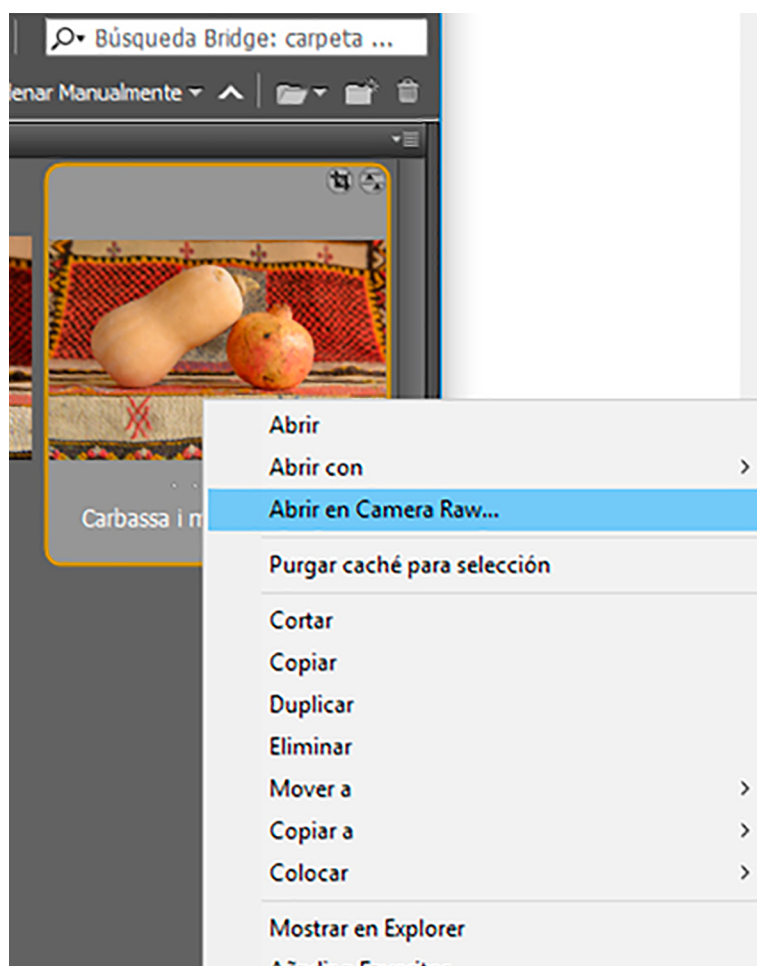 Búsqueda Bridge: carpeta ...
Manualmente
Carbassa i
Abrir
Abrir con
Abrir en Camera Raw...
Purgar caché para selección
Cortar
Copiar
Duplicar
Eliminar
Mover a
Copiar a
Colocar
Mostrar en Explorer